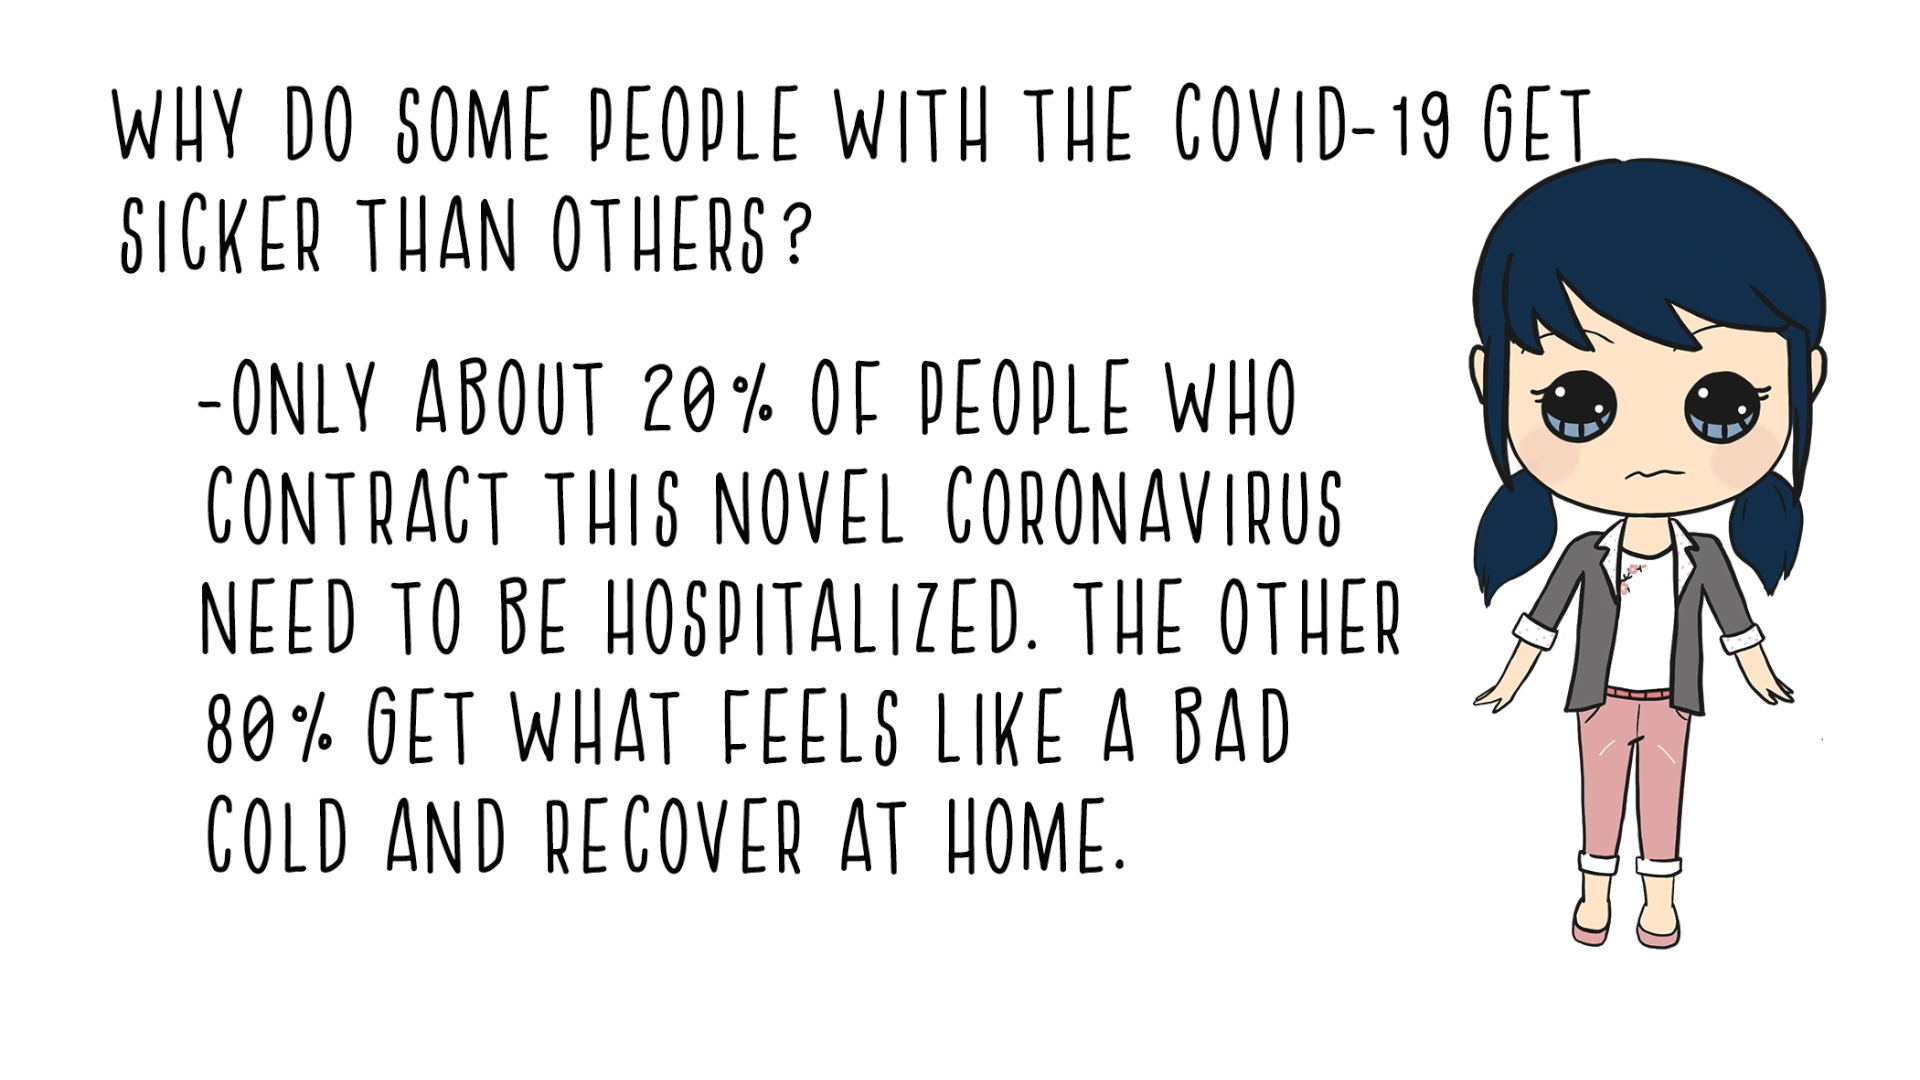 WHY DO SOME PEOPLE WITH THE COVID-19 GET
SICKER THAN OTHERS?
-ONLY ABOUT 20% OF PEOPLE WHO
CONTRACT THIS NOVEL CORONAVIRUS
NEED TO BE HOSPITALIZED. THE OTHER
80% GET WHAT FEELS LIKE A BAD
COLD AND RECOVER AT HOME.